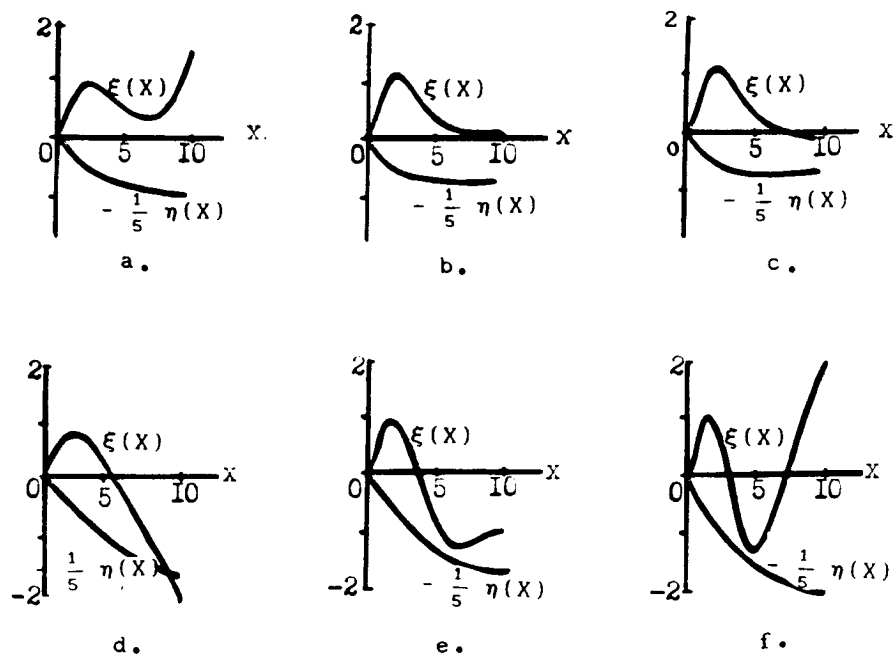 2 2 2
ξ(X) ξ(X) ξ(X)
0 5 10 X. 0 5 10 X 0 5 10 X
- 1/5 η(X) - 1/5 η(X) - 1/5 η(X)
a. b. c.
2 2 2
ξ(X) ξ(X) ξ(X)
0 5 10 X 0 5 10 X 0 5 10 X
1/5 η(X) - 1/5 η(X) - 1/5 η(X)
-2 -2 -2
d. e. f.